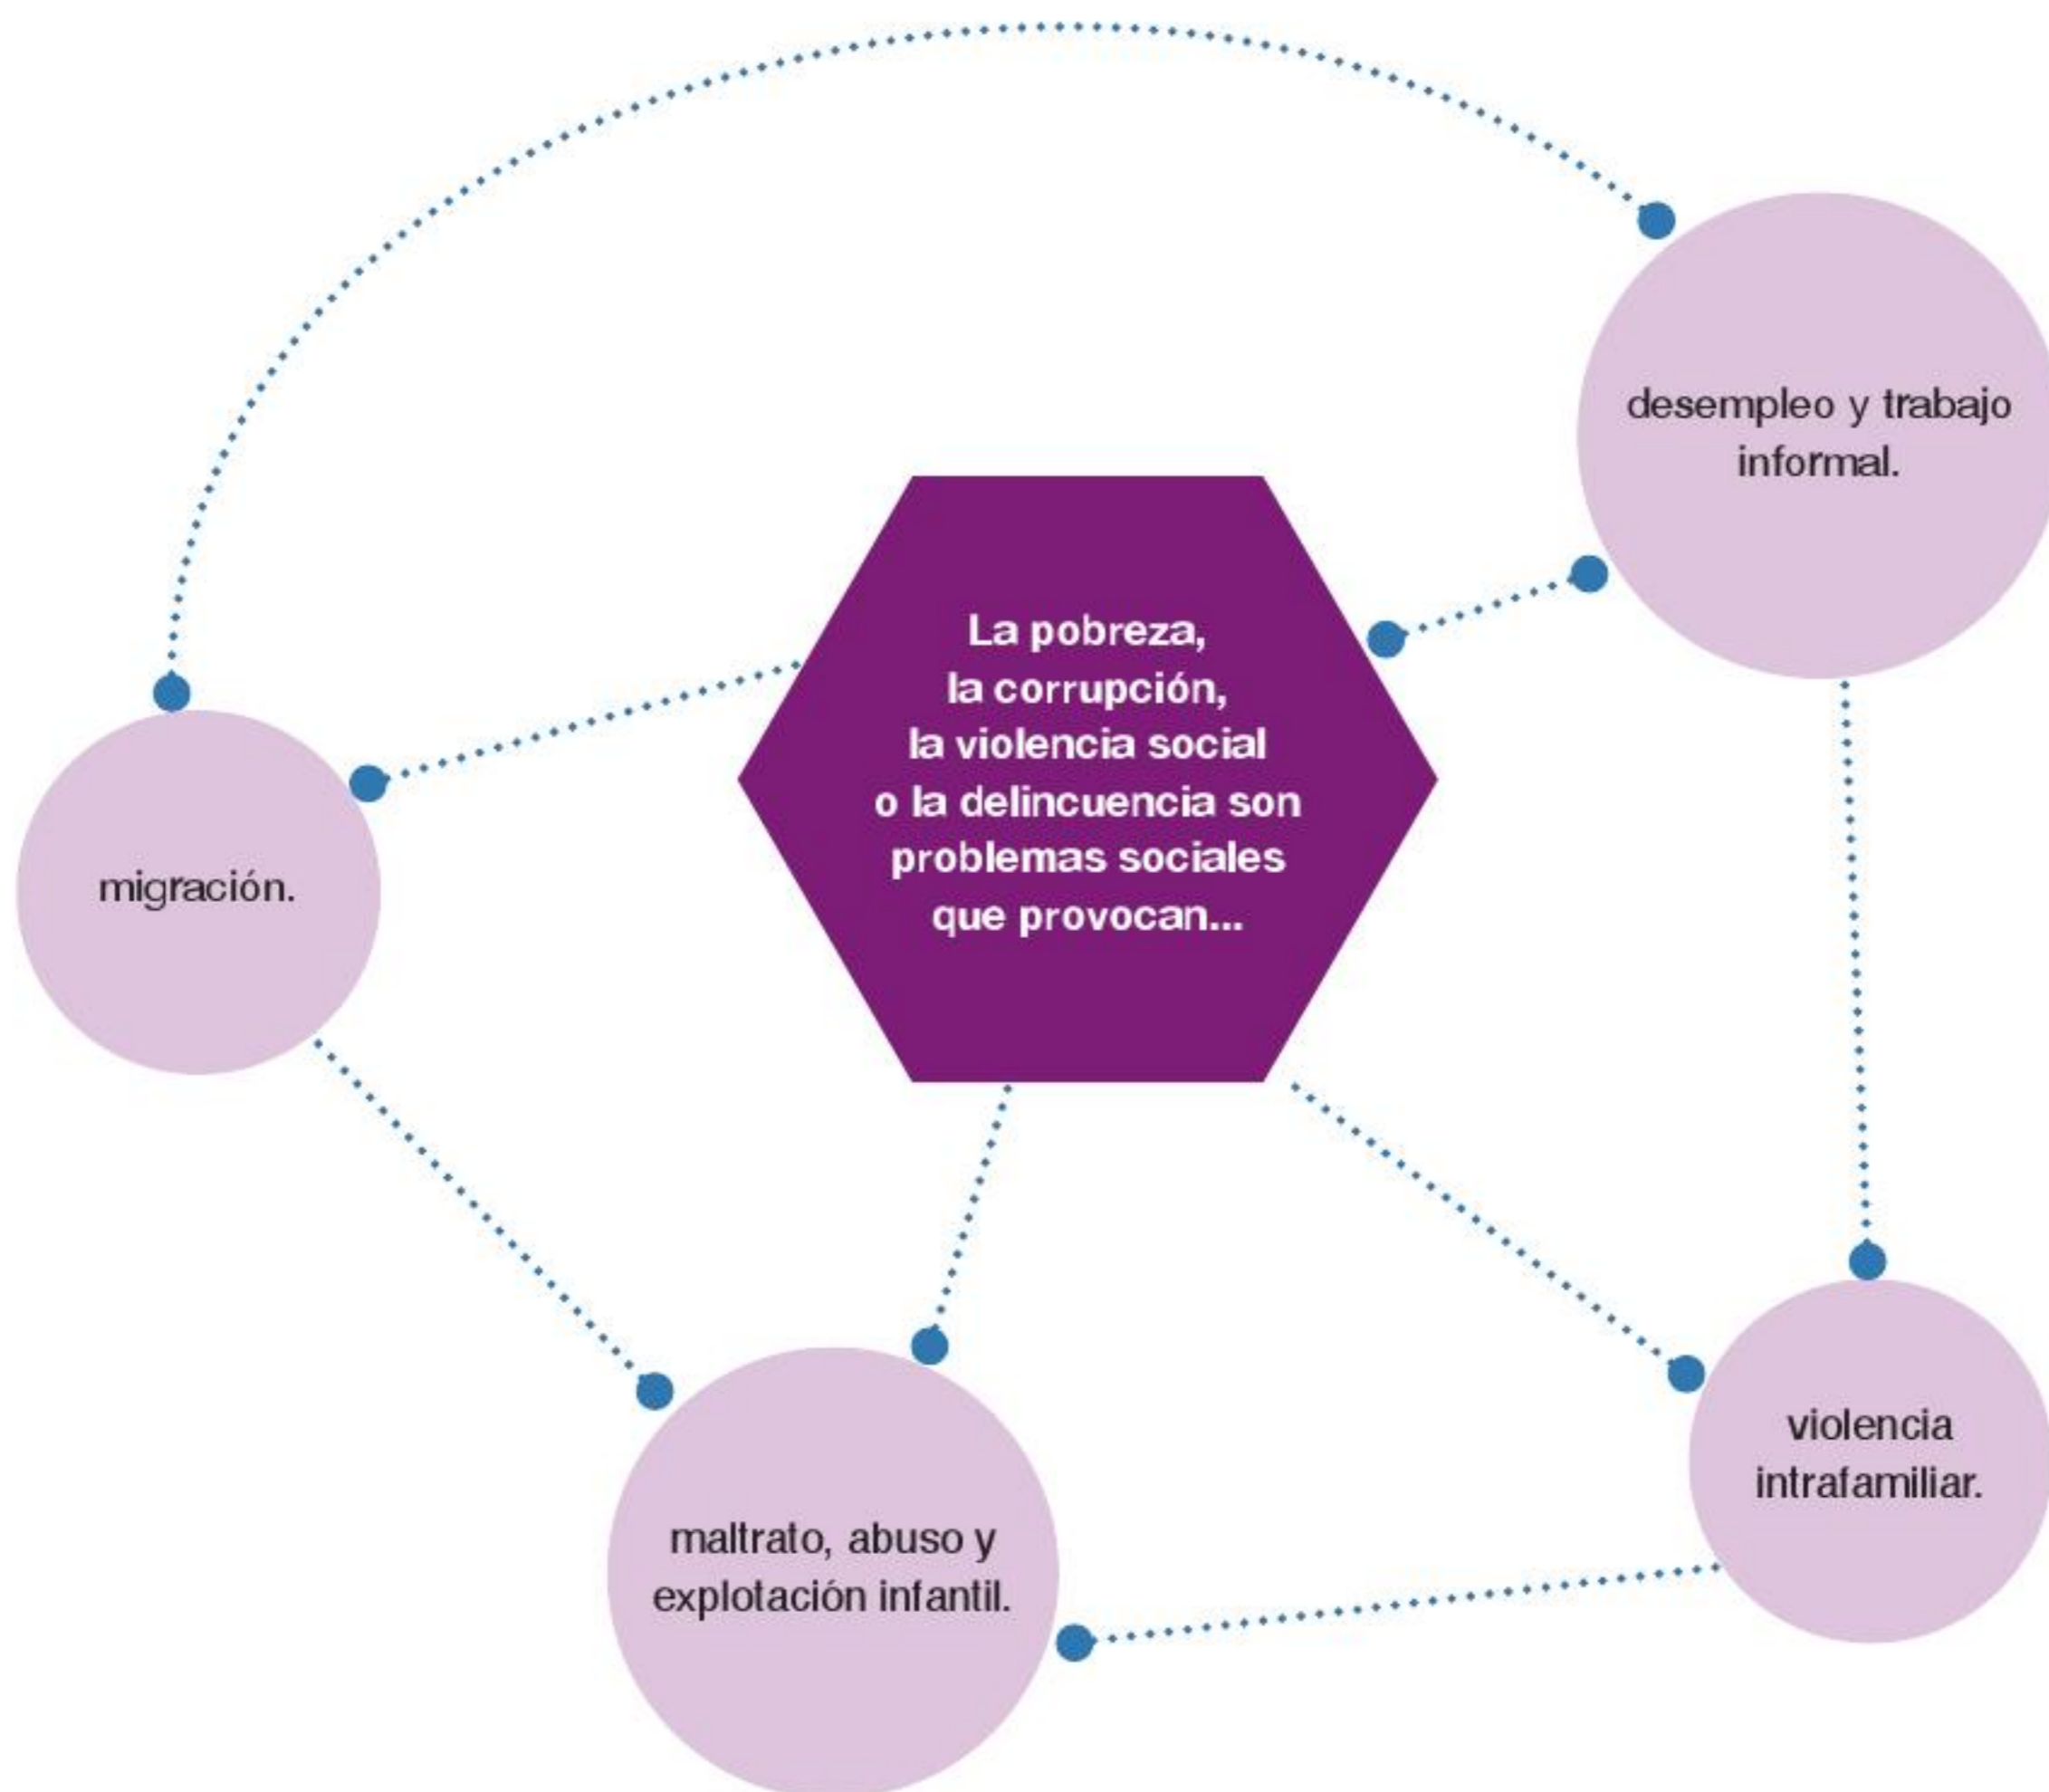 desempleo y trabajo
informal.
La pobreza,
la corrupción,
la violencia social
o la delincuencia son
problemas sociales
que provocan...
migración.
violencia
intrafamiliar.
maltrato, abuso y
explotación infantil.